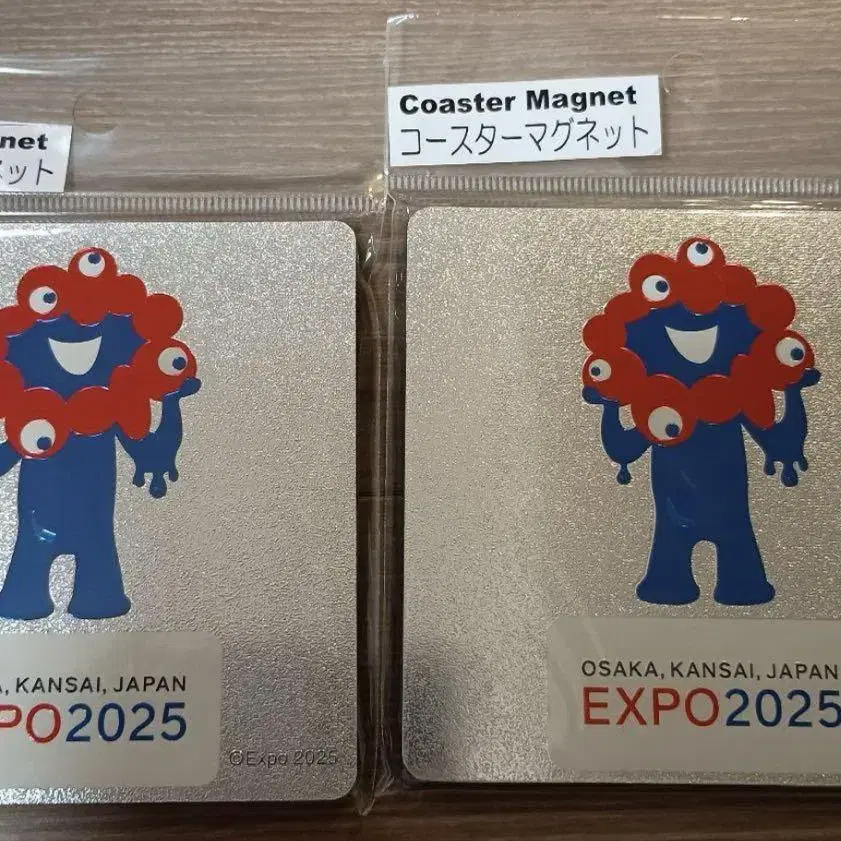 net
ネット
, KANSAI, JAPAN
PO2025
©Expo 2025
Coaster Magnet
コースターマグネット
OSAKA, KANSAI, JAPAN
EXPO2025